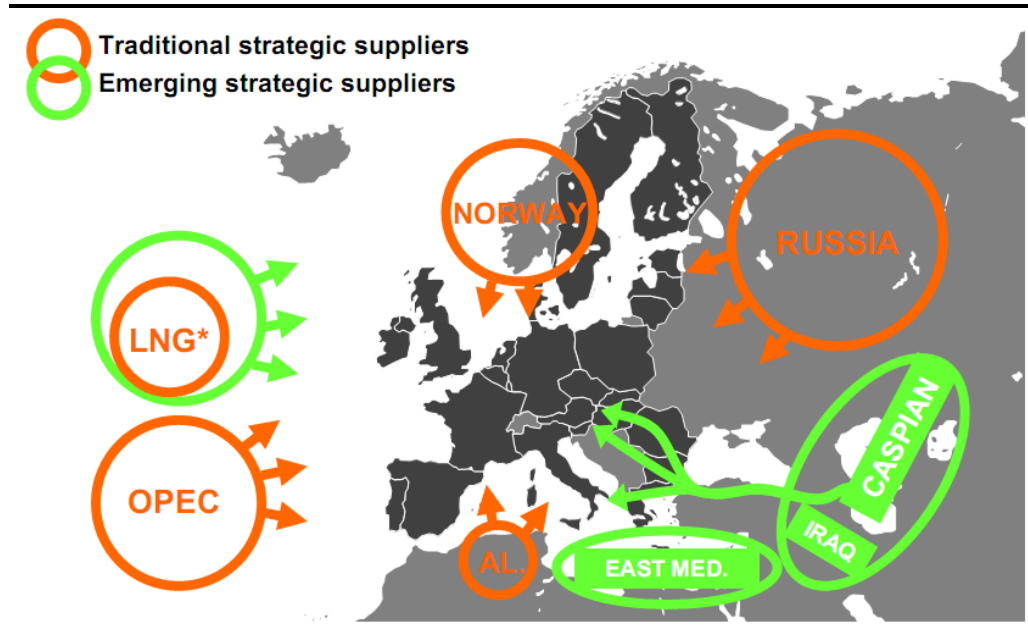 Traditional strategic suppliers
Emerging strategic suppliers
NORWAY
RUSSIA
LNG*
OPEC
CASPIAN
IRAQ
AL.
EAST MED.